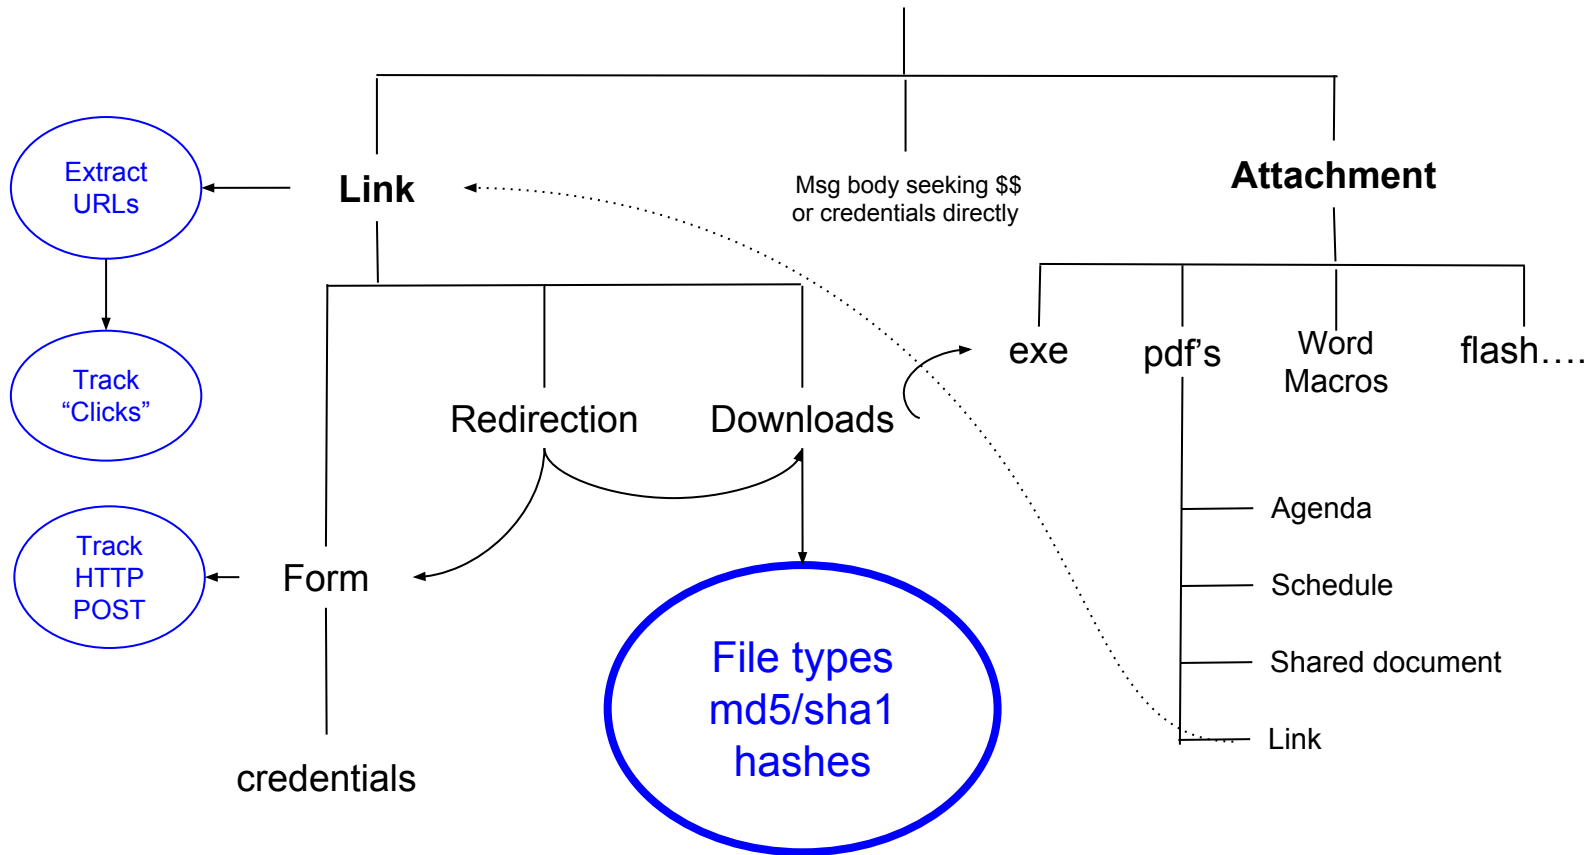 Extract
URLs
Link
Msg body seeking $$
or credentials directly
Attachment
Track
“Clicks”
Redirection
Downloads
exe
pdf’s
Word
Macros
flash….
Track
HTTP
POST
Form
credentials
File types
md5/sha1
hashes
Agenda
Schedule
Shared document
Link